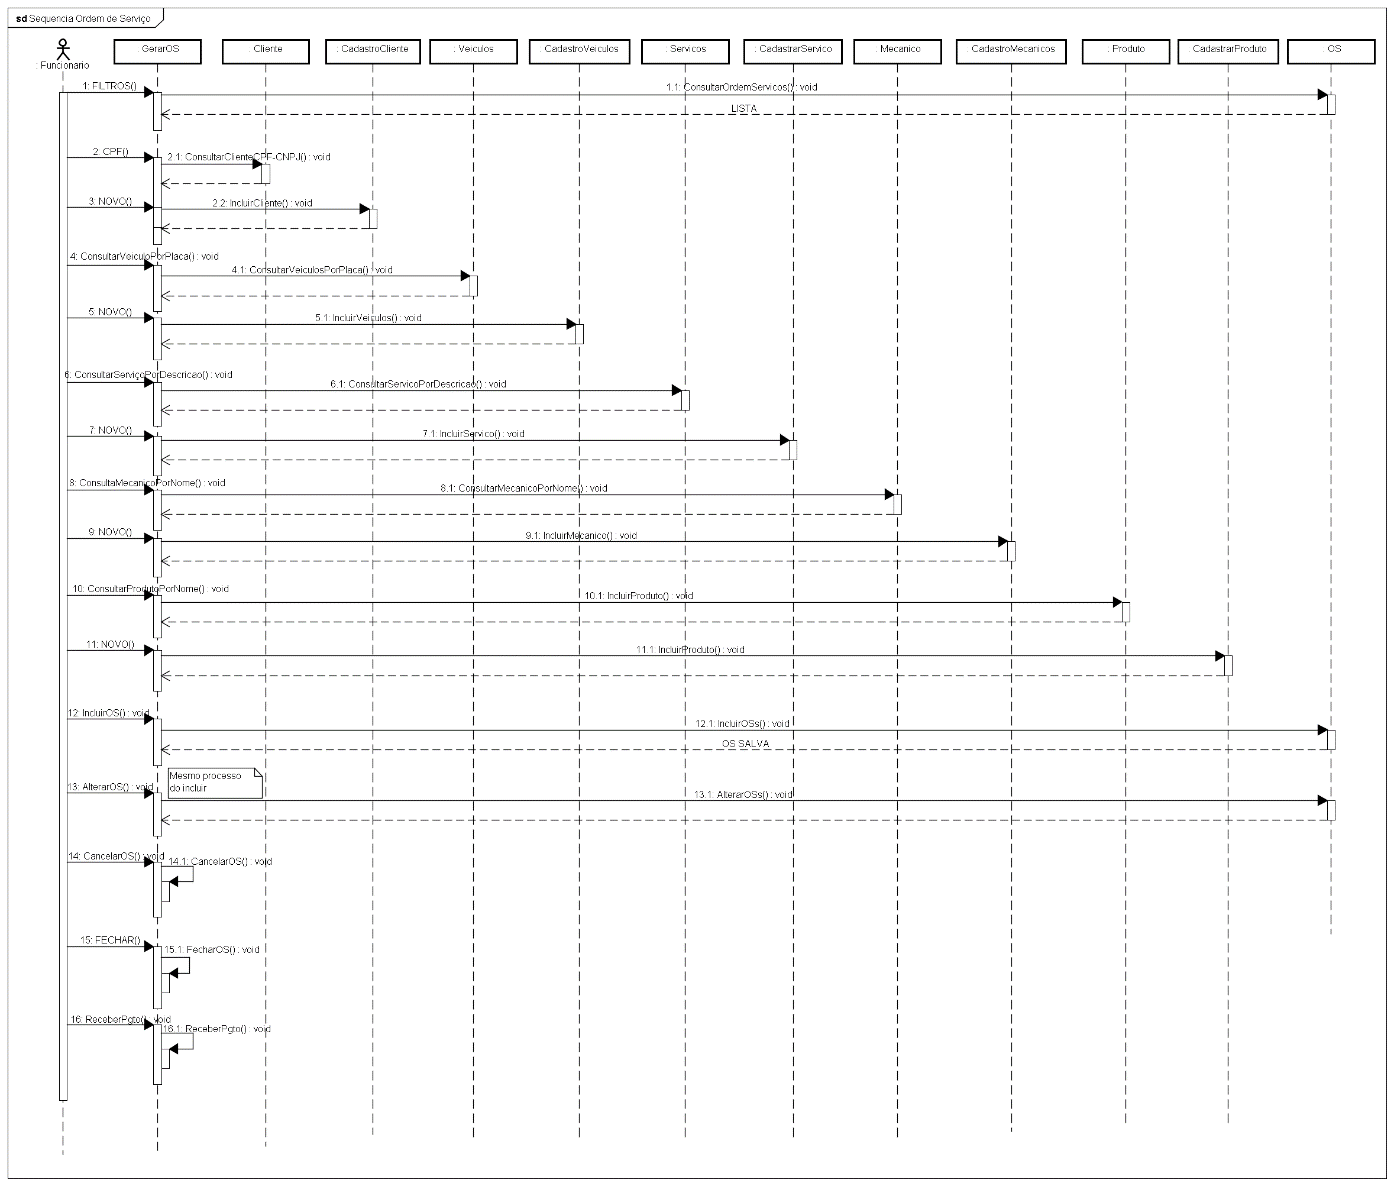 sd Sequencia Ordem de Serviço
: Funcionario
GerarOS
: Cliente
: CadastroCliente
: Veiculos
: CadastroVeiculos
: Servicos
: CadastrarServico
: Mecanico
: CadastroMecanicos
: Produto
CadastrarProduto
: OS
1: FILTROS()
1.1: ConsultarOrdemServicos() : void
LISTA
2: CPF()
2.1: ConsultarClienteCPF-CNPJ() : void
3: NOVO()
2.2: IncluirCliente() : void
4: ConsultarVeiculoPorPlaca() : void
4.1: ConsultarVeiculosPorPlaca() : void
5: NOVO()
5.1: IncluirVeiculos() : void
6: ConsultarServiçoPorDescricao() : void
6.1: ConsultarServicoPorDescricao() : void
7: NOVO()
7.1: IncluirServico() : void
8: ConsultaMecanicoPorNome() : void
8.1: ConsultarMecanicoPorNome() : void
9: NOVO()
9.1: IncluirMecanico() : void
10: ConsultarProdutoPorNome() : void
10.1: IncluirProduto() : void
11: NOVO()
11.1: IncluirProduto() : void
12: IncluirOS() : void
12.1: IncluirOSs() : void
OS SALVA
Mesmo processo
do incluir
13: AlterarOS() : void
13.1: AlterarOSs() : void
14: CancelarOS() : void
14.1: CancelarOS() : void
15: FECHAR()
15.1: FecharOS() : void
16: ReceberPgto() : void
16.1: ReceberPgto() : void